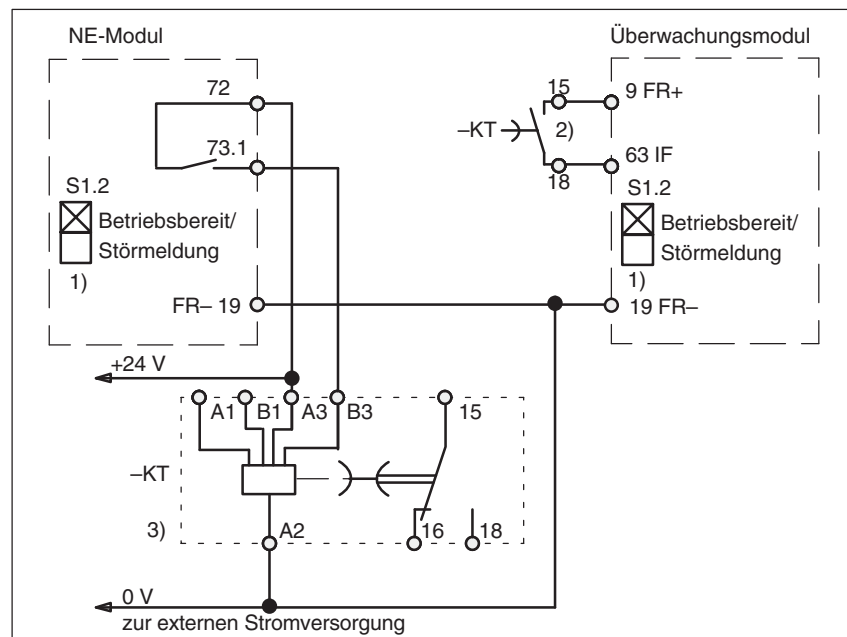 NE-Modul
Überwachungsmodul
72
15
9 FR+
–KT
2)
73.1
63 IF
18
S1.2
Betriebsbereit/
Störmeldung
1)
S1.2
Betriebsbereit/
Störmeldung
1)
FR– 19
19 FR–
+24 V
A1
B1
A3
B3
15
–KT
3)
A2
16
18
0 V
zur externen Stromversorgung